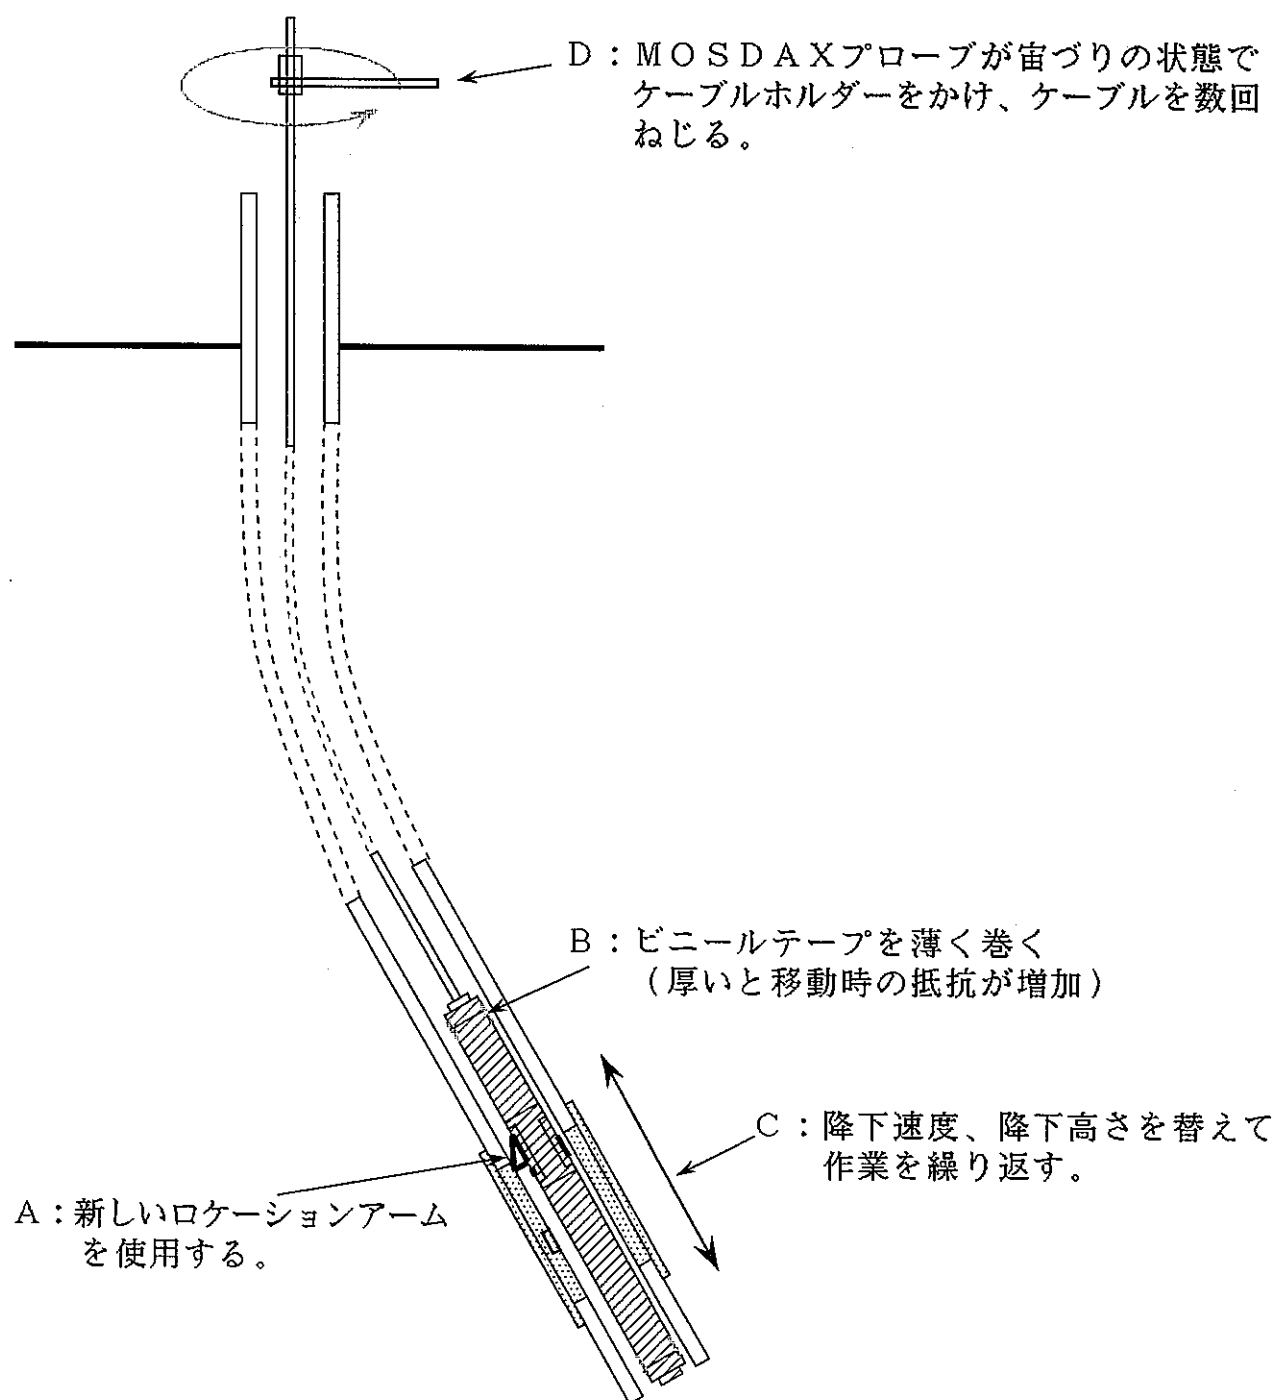 D：MOSDAXプローブが宙づりの状態で
ケーブルホルダーをかけ、ケーブルを数回
ねじる。
B：ビニールテープを薄く巻く
（厚いと移動時の抵抗が増加）
C：降下速度、降下高さを替えて
作業を繰り返す。
A：新しいロケーションアーム
を使用する。